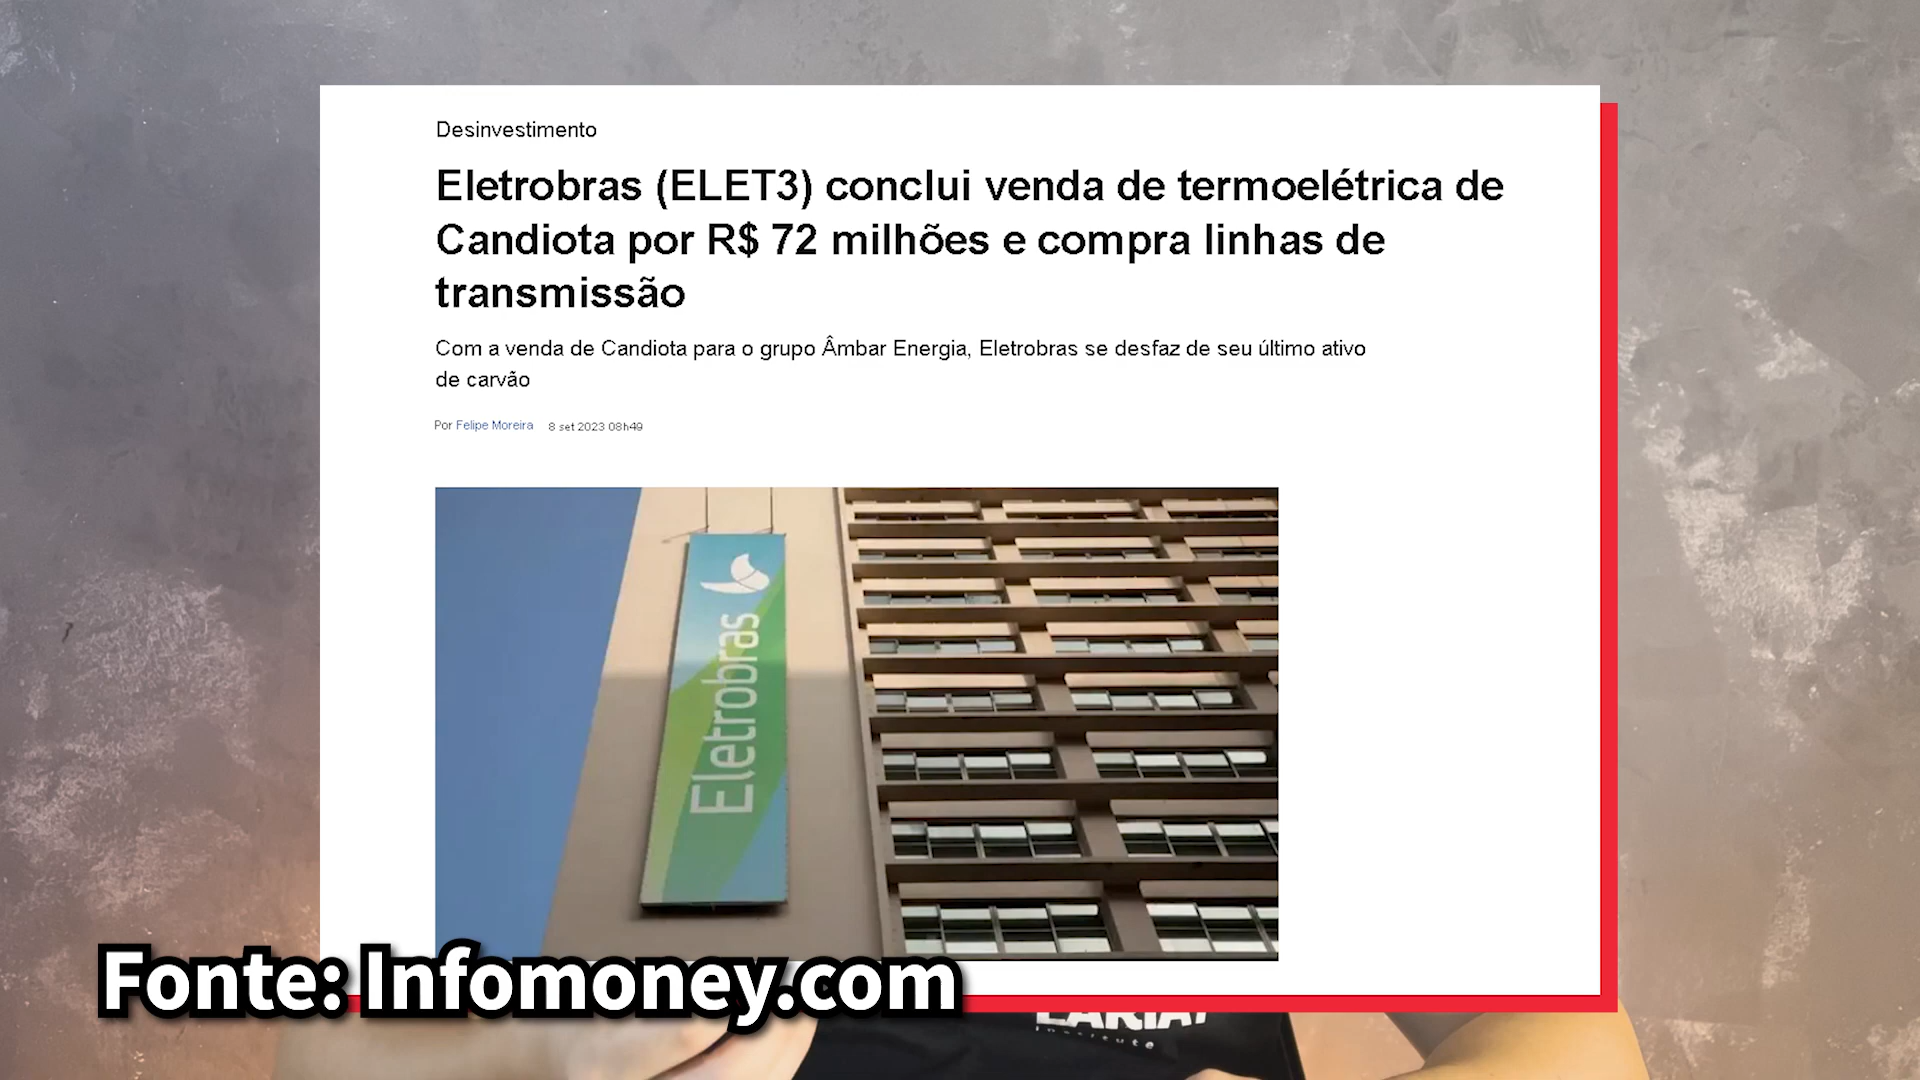 Desinvestimento
Eletrobras (ELET3) conclui venda de termoelétrica de
Candiota por R$ 72 milhões e compra linhas de
transmissão
Com a venda de Candiota para o grupo Âmbar Energia, Eletrobras se desfaz de seu último ativo
de carvão
Por Felipe Moreira 8 set 2023 08h49
Eletrobras
Fonte: Infomoney.com